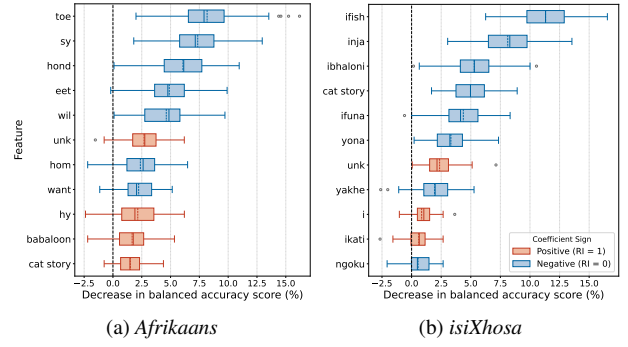 Feature
toe
sy
hond
eet
wil
unk
hom
want
hy
babaloon
cat story
−2.5 0.0 2.5 5.0 7.5 10.0 12.5 15.0
Decrease in balanced accuracy score (%)
(a) Afrikaans
ifish
inja
ibhaloni
cat story
ifuna
yona
unk
yakhe
i
ikati
ngoku
Coefficient Sign
Positive (RI = 1)
Negative (RI = 0)
−2.5 0.0 2.5 5.0 7.5 10.0 12.5 15.0
Decrease in balanced accuracy score (%)
(b) isiXhosa